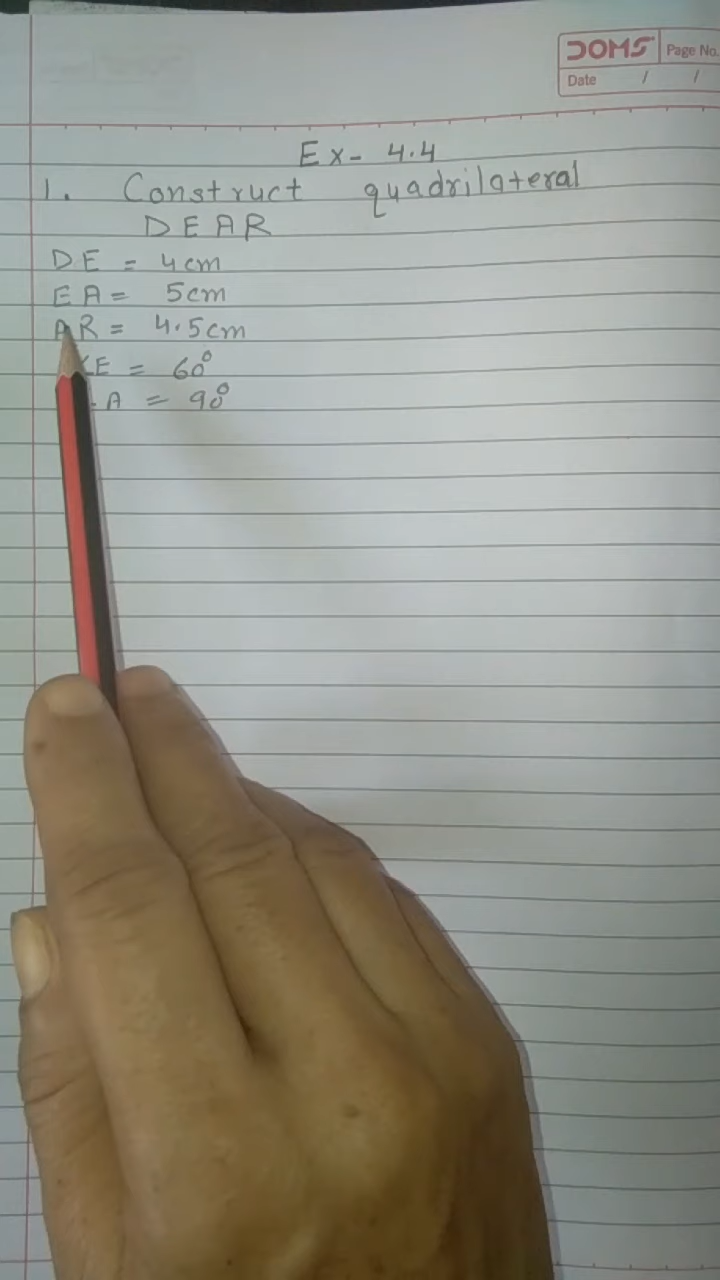 DOMS Page No.
Date / /
Ex- 4.4
1. Construct quadrilateral
DEAR
DE = 4cm
EA = 5cm
AR = 4.5cm
∠E = 60°
∠A = 90°